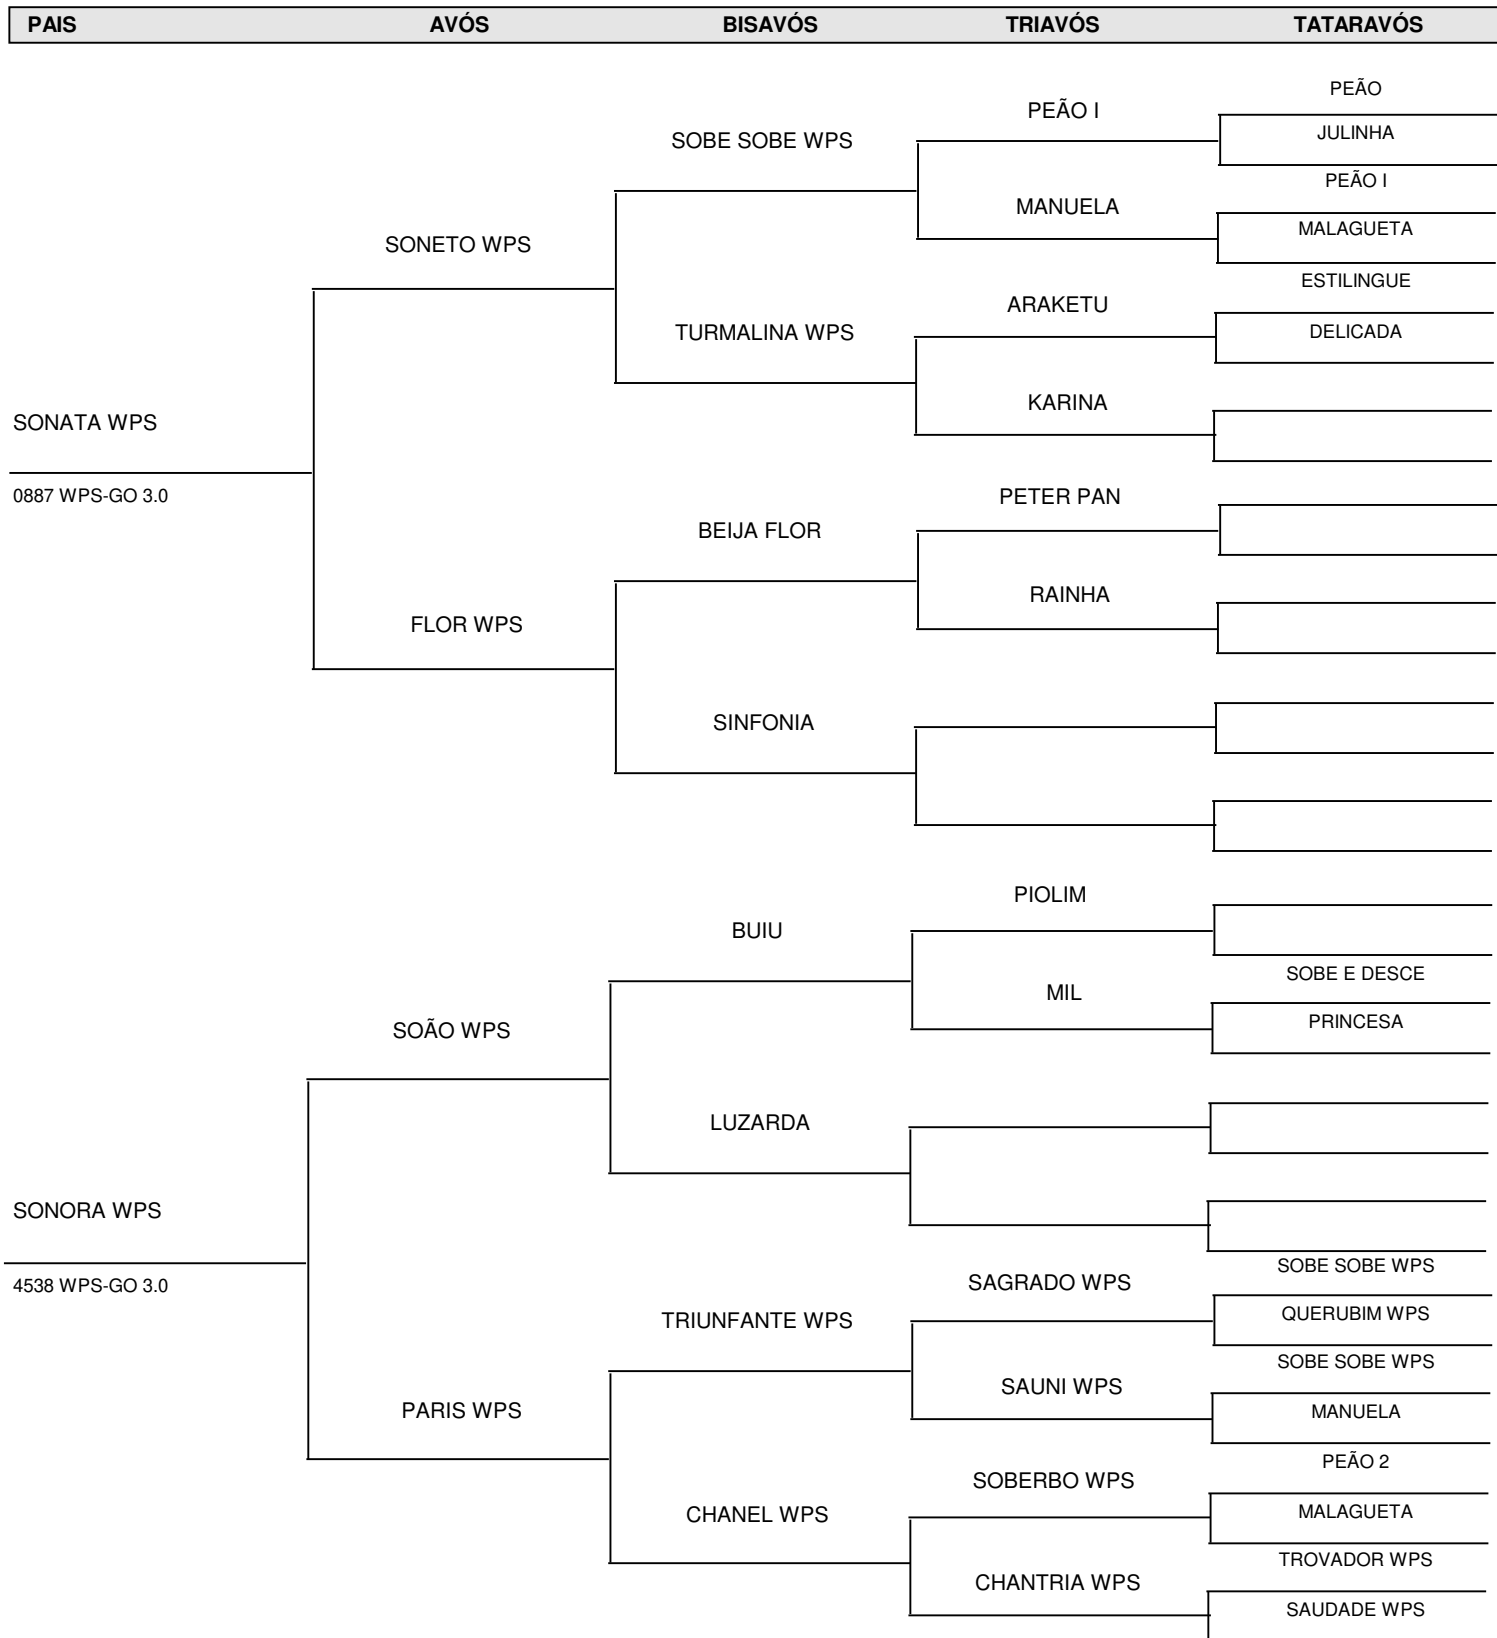 PAIS AVÓS BISAVÓS TRIAVÓS TATARAVÓS
PEÃO
PEÃO I
JULINHA
SOBE SOBE WPS
PEÃO I
MANUELA
MALAGUETA
SONETO WPS
ESTILINGUE
ARAKETU
TURMALINA WPS
DELICADA
KARINA
SONATA WPS
0887 WPS-GO 3.0
PETER PAN
BEIJA FLOR
RAINHA
FLOR WPS
SINFONIA
PIOLIM
BUIU
SOBE E DESCE
MIL
PRINCESA
SOÃO WPS
LUZARDA
SONORA WPS
SOBE SOBE WPS
4538 WPS-GO 3.0
SAGRADO WPS
QUERUBIM WPS
TRIUNFANTE WPS
SOBE SOBE WPS
SAUNI WPS
MANUELA
PARIS WPS
PEÃO 2
SOBERBO WPS
MALAGUETA
CHANEL WPS
TROVADOR WPS
CHANTRIA WPS
SAUDADE WPS